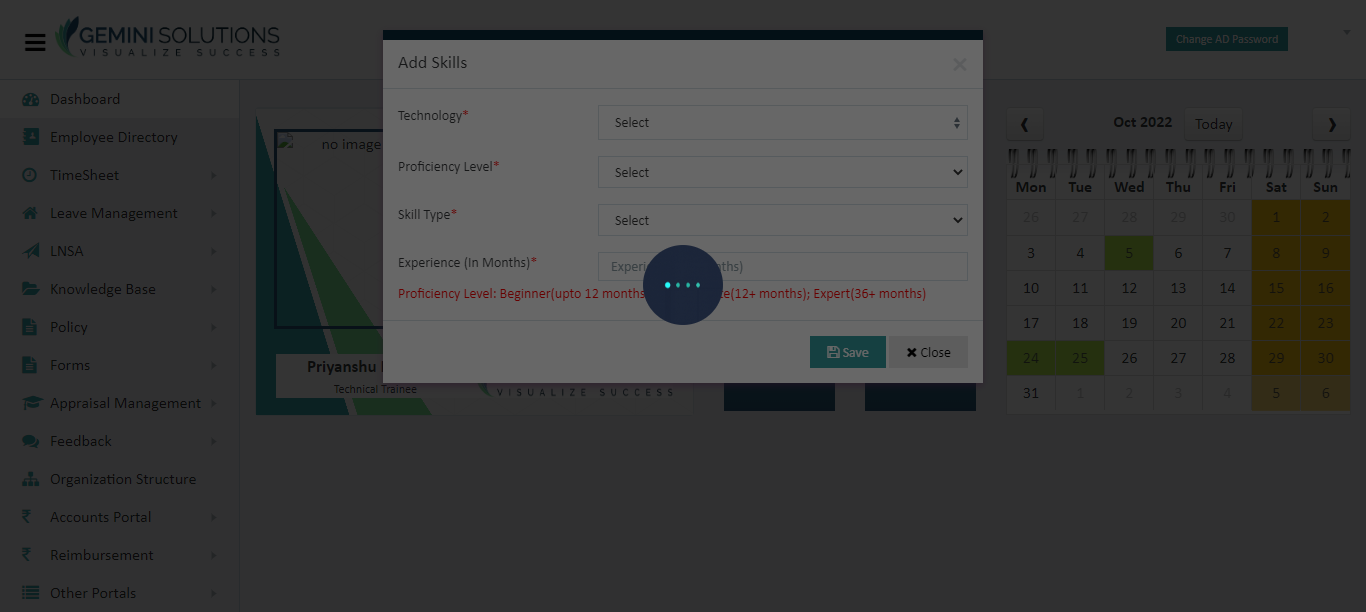 GEMINI SOLUTIONS
VISUALIZE SUCCESS
Change AD Password
Dashboard
Employee Directory
TimeSheet
Leave Management
LNSA
Knowledge Base
Policy
Forms
Appraisal Management
Feedback
Organization Structure
Accounts Portal
Reimbursement
Other Portals
no image
Priyanshu
Technical Trainee
VISUALIZE SUCCESS
Add Skills
×
Technology*
Select
Proficiency Level*
Select
Skill Type*
Select
Experience (In Months)*
Proficiency Level: Beginner(upto 12 months (12+ months); Expert(36+ months)
Save
Close
Oct 2022
Today
Mon Tue Wed Thu Fri Sat Sun
26 27 28 29 30 1 2
3 4 5 6 7 8 9
10 11 12 13 14 15 16
17 18 19 20 21 22 23
24 25 26 27 28 29 30
31 1 2 3 4 5 6